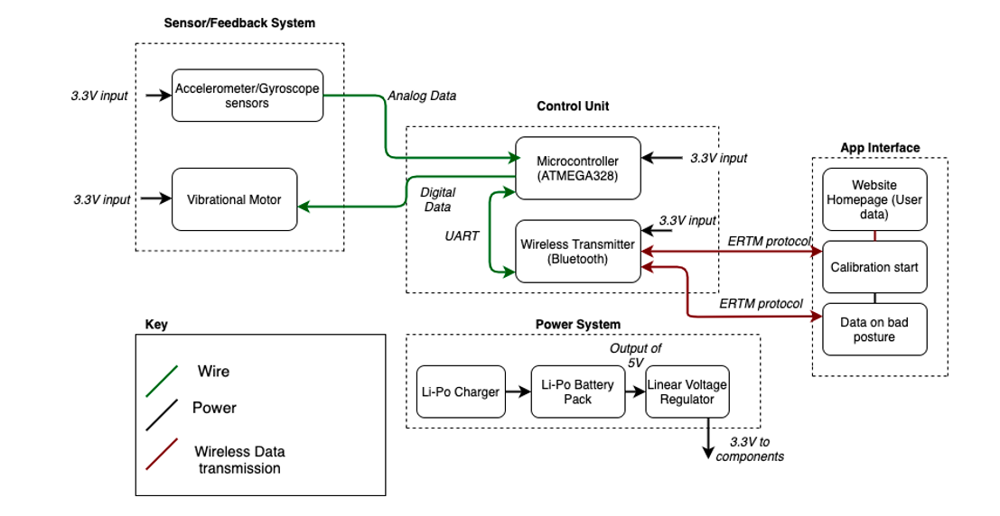 Sensor/Feedback System
3.3V input
Accelerometer/Gyroscope
sensors
Analog Data
3.3V input
Vibrational Motor
Control Unit
Microcontroller
(ATMEGA328)
3.3V input
Digital
Data
UART
3.3V input
Wireless Transmitter
(Bluetooth)
ERTM protocol
ERTM protocol
App Interface
Website
Homepage (User
data)
Calibration start
Data on bad
posture
Key
Wire
Power
Wireless Data
transmission
Power System
Output of
5V
Li-Po Charger
Li-Po Battery
Pack
Linear Voltage
Regulator
3.3V to
components